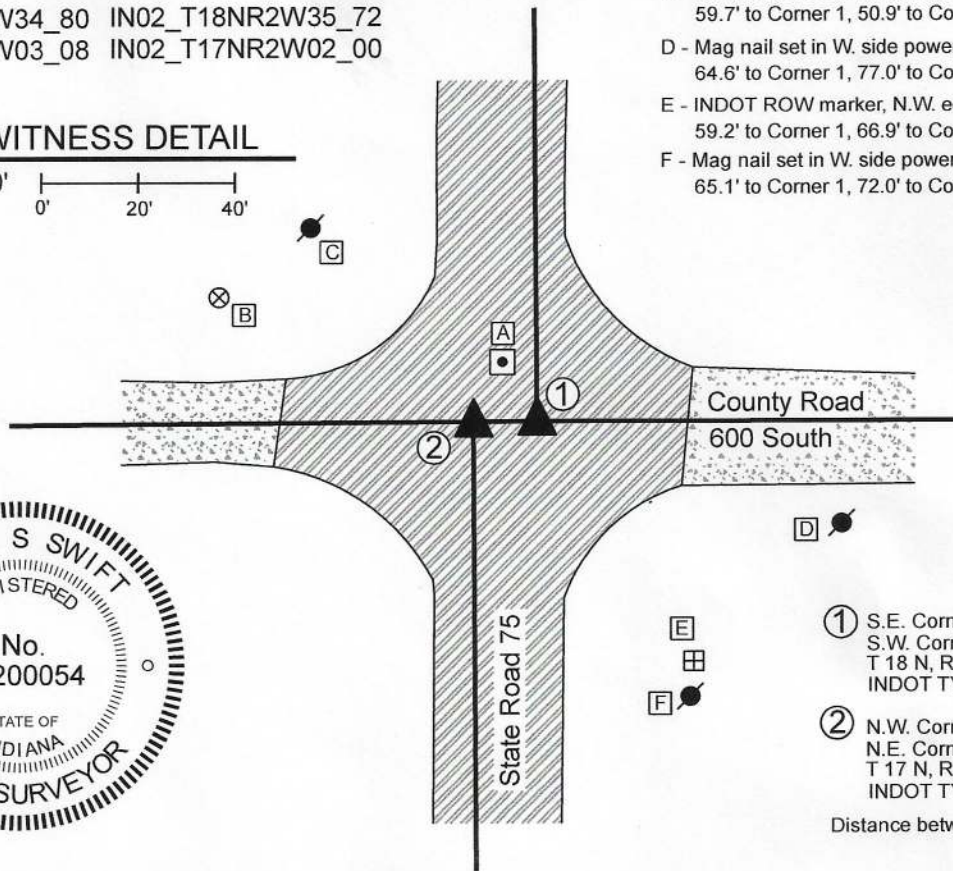 W34_80 IN02_T18NR2W35_72
W03_08 IN02_T17NR2W02_00
WITNESS DETAIL
0'
0' 20' 40'
C
B
A
1
2
County Road
600 South
State Road 75
D
E
F
59.7' to Corner 1, 50.9' to Co
D - Mag nail set in W. side power
64.6' to Corner 1, 77.0' to Co
E - INDOT ROW marker, N.W. e
59.2' to Corner 1, 66.9' to Co
F - Mag nail set in W. side power
65.1' to Corner 1, 72.0' to Co
S SWIFT
ISTERED
No.
200054
TATE OF
DIANA
SURVEYOR
1 S.E. Corn
S.W. Corn
T 18 N, R
INDOT TY
2 N.W. Corn
N.E. Corn
T 17 N, R
INDOT TY
Distance betw